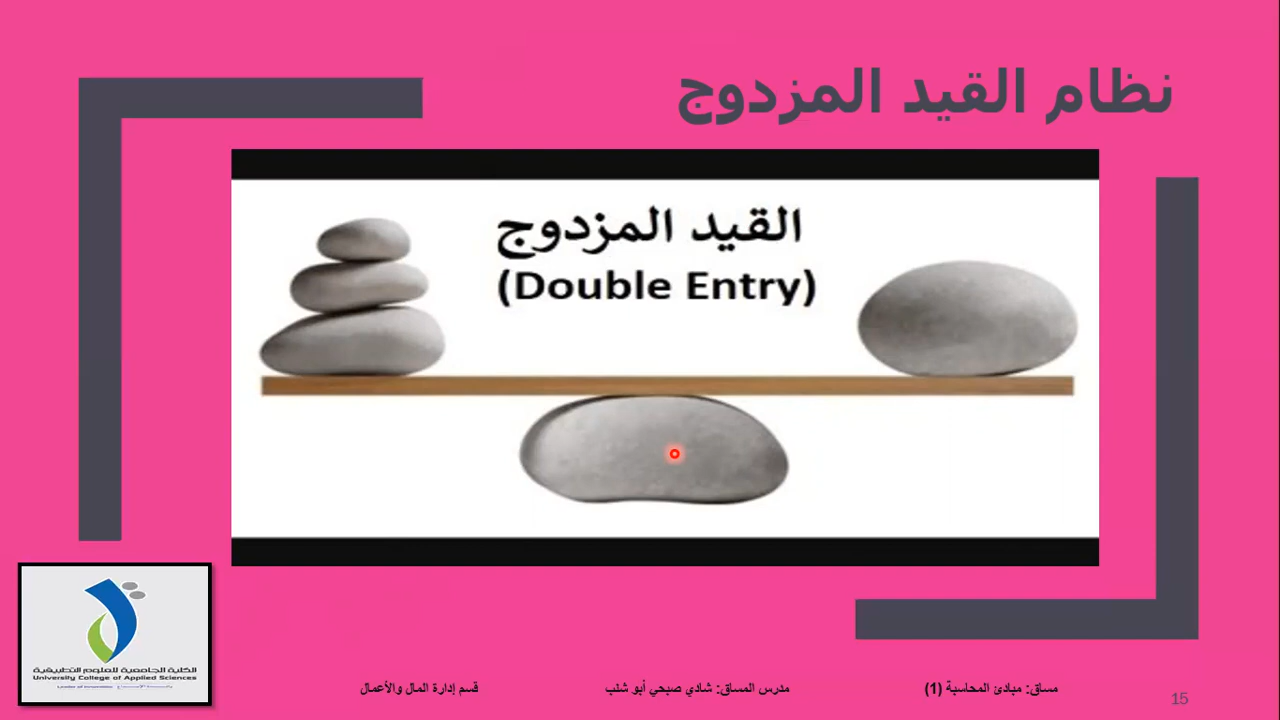 نظام القيد المزدوج
القيد المزدوج
(Double Entry)
الكلية الجامعية للعلوم التطبيقية
University College of Applied Sciences
مساق: مبادئ المحاسبة (1)
مدرس المساق: شادي صبحي أبو شلب
قسم إدارة المال والأعمال
15